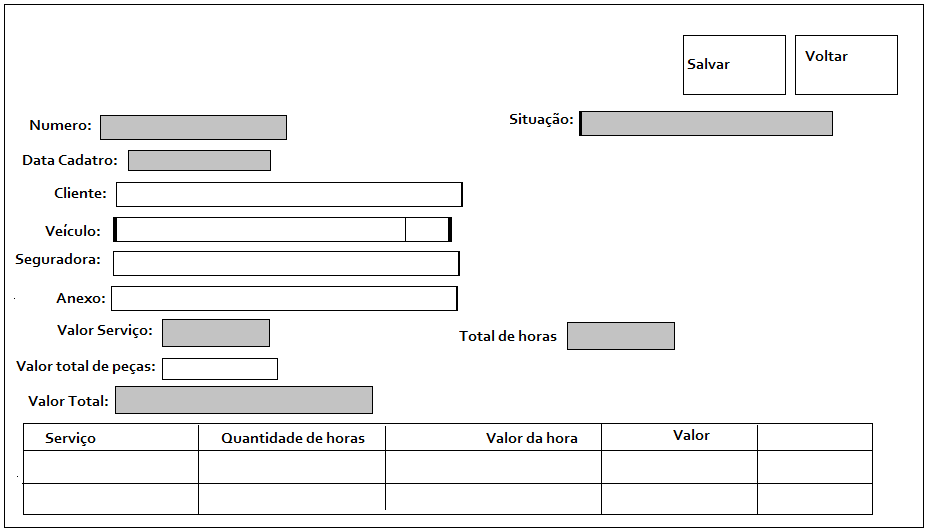 Salvar
Voltar
Numero:
Situação:
Data Cadatro:
Cliente:
Veículo:
Seguradora:
Anexo:
Valor Serviço:
Total de horas
Valor total de peças:
Valor Total:
Serviço Quantidade de horas Valor da hora Valor